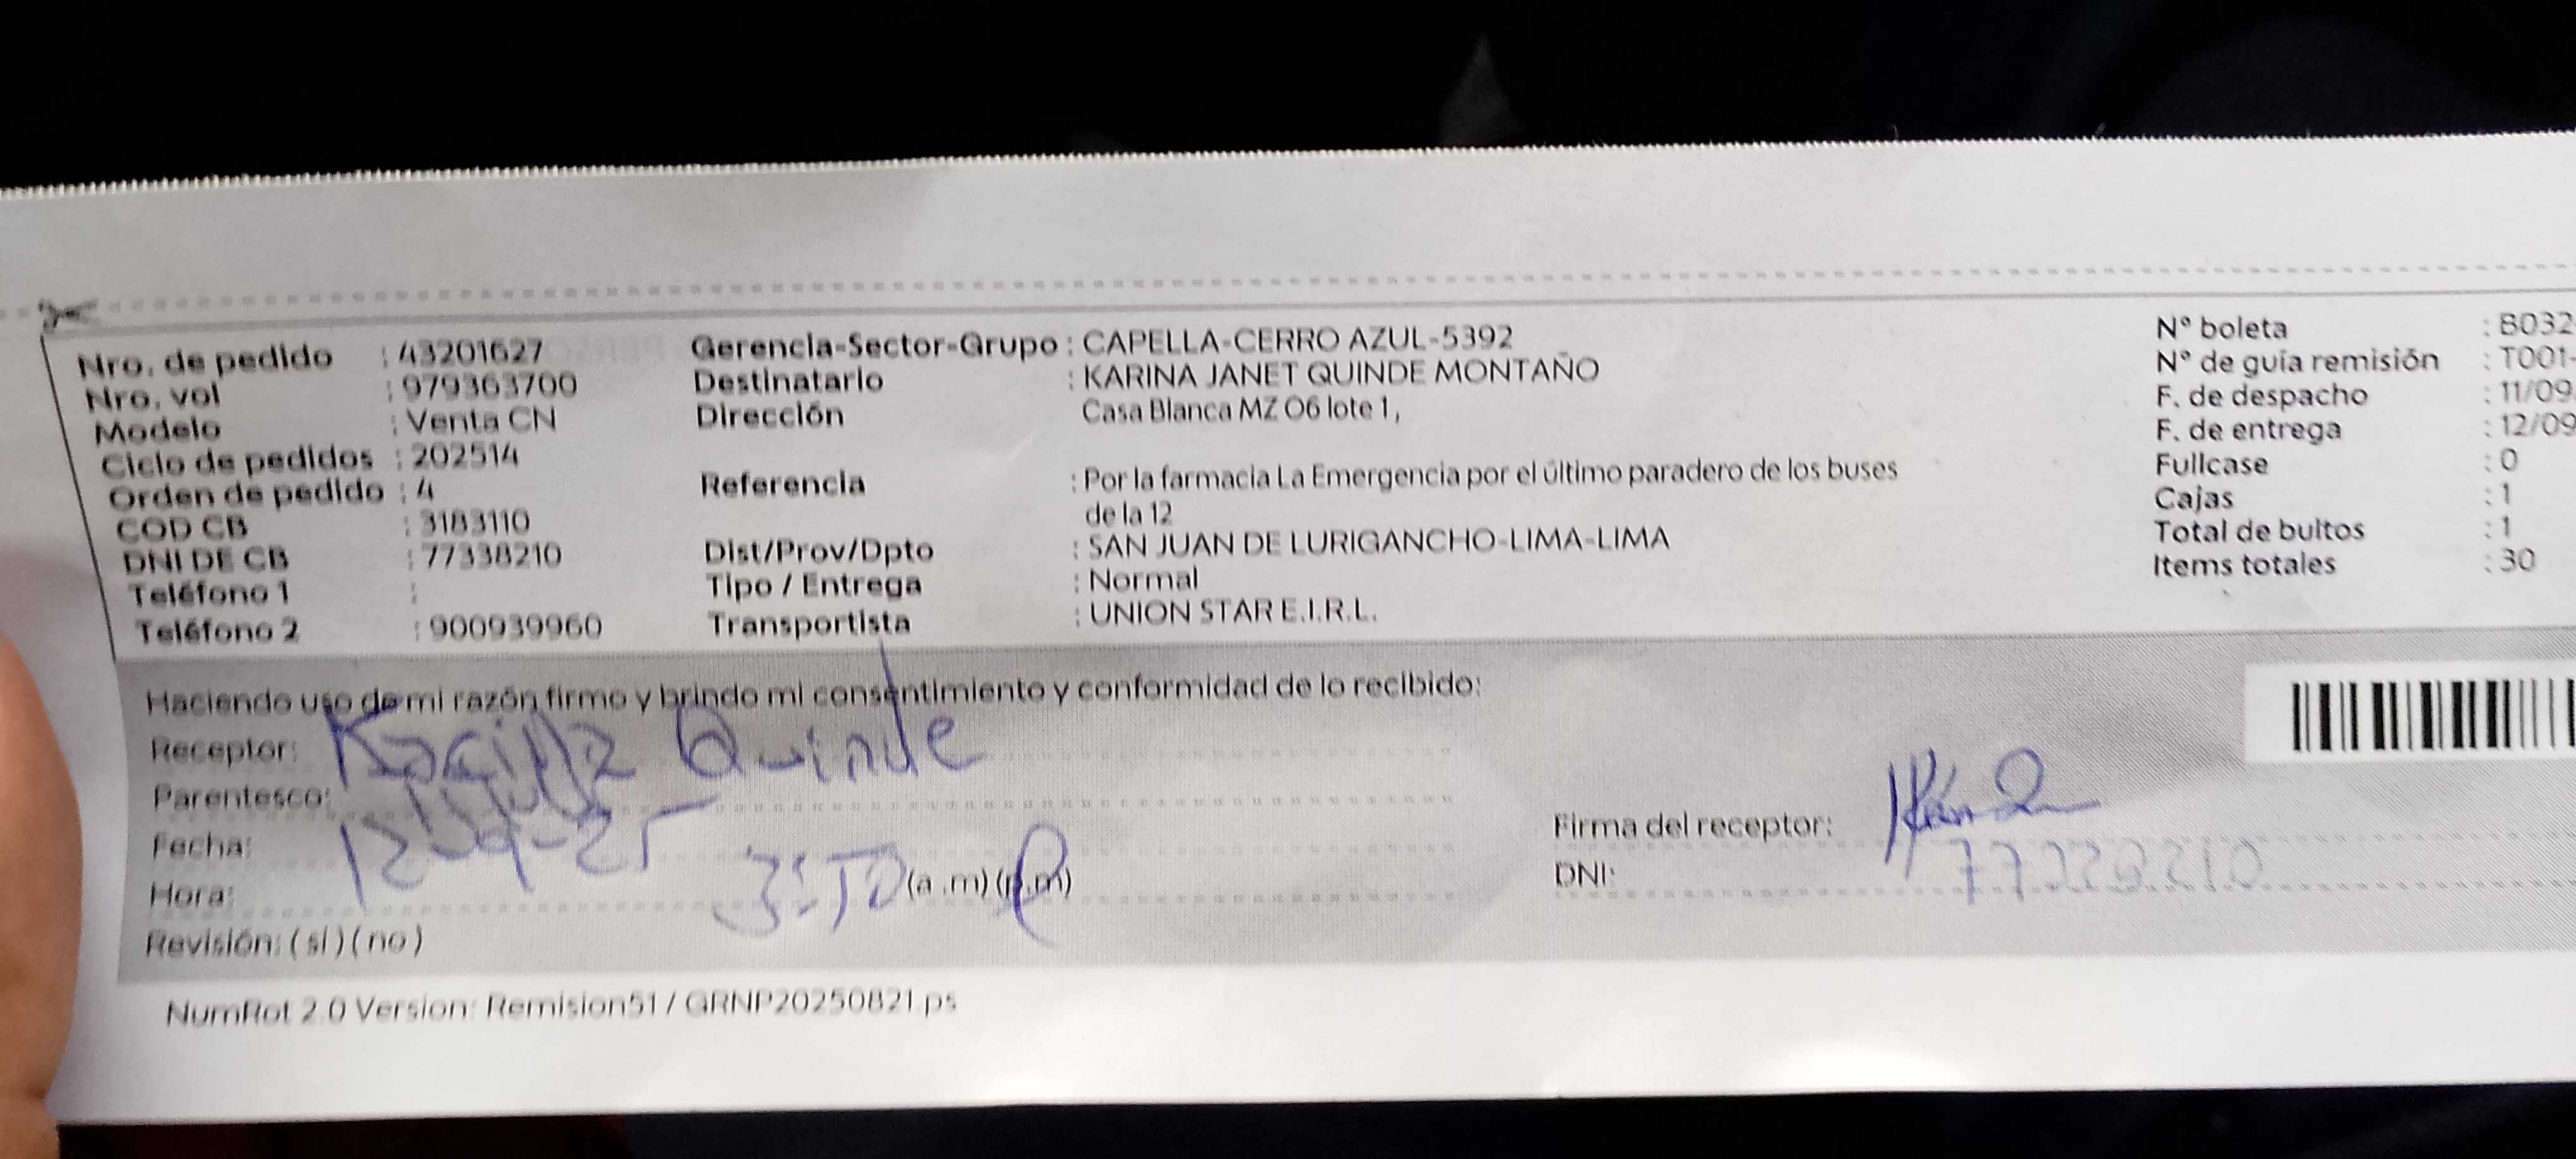 Nro. de pedido : 43201627
Nro. vol : 979363700
Modelo : Venta CN
Ciclo de pedidos : 202514
Orden de pedido : 4
COD CB : 3183110
DNI DE CB : 77338210
Teléfono 1 :
Teléfono 2 : 900939960
Gerencia-Sector-Grupo : CAPELLA-CERRO AZUL-5392
Destinatario : KARINA JANET QUINDE MONTAÑO
Dirección Casa Blanca MZ O6 lote 1,
Referencia : Por la farmacia La Emergencia por el último paradero de los buses
de la 12
Dist/Prov/Dpto : SAN JUAN DE LURIGANCHO-LIMA-LIMA
Tipo / Entrega : Normal
Transportista : UNION STAR E.I.R.L.
N° boleta : B032
N° de guía remisión : T001-
F. de despacho : 11/09
F. de entrega : 12/09
Fullcase : 0
Cajas : 1
Total de bultos : 1
Items totales : 30
Haciendo uso de mi razón firmo y brindo mi consentimiento y conformidad de lo recibido:
Receptor: Karina Quinde
Parentesco:
Fecha: 12-09-25
Hora: (a .m) (p.m)
Revisión: ( si ) ( no )
Firma del receptor:
DNI:
NumRot 2.0 Version: Remision51 / GRNP20250821.ps